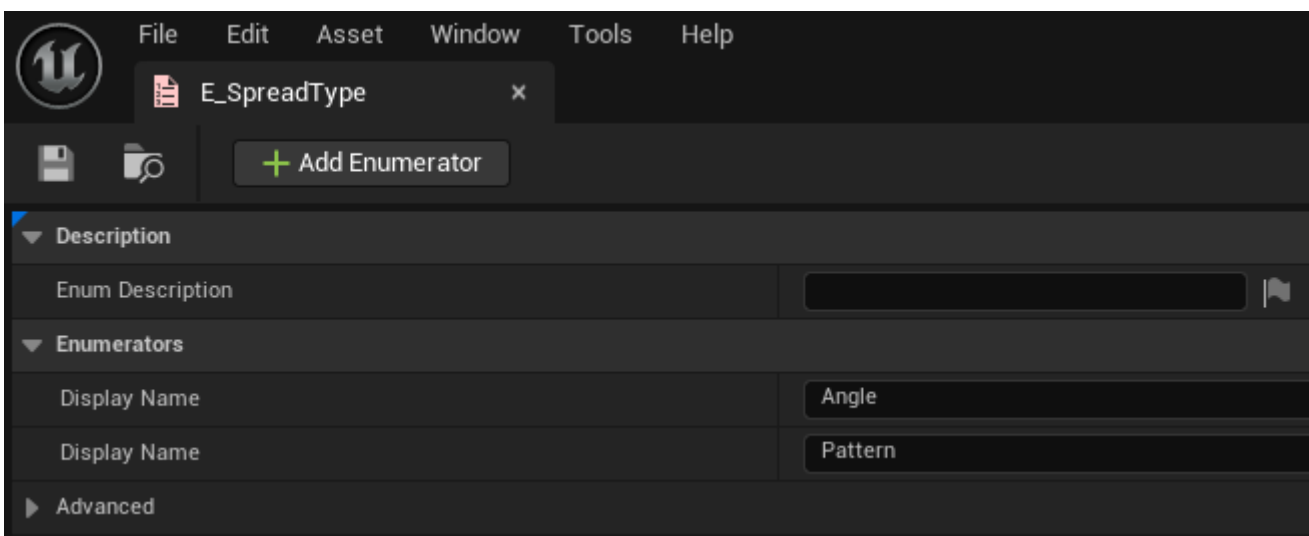 File Edit Asset Window Tools Help
E_SpreadType
Add Enumerator
Description
Enum Description
Enumerators
Display Name Angle
Display Name Pattern
Advanced